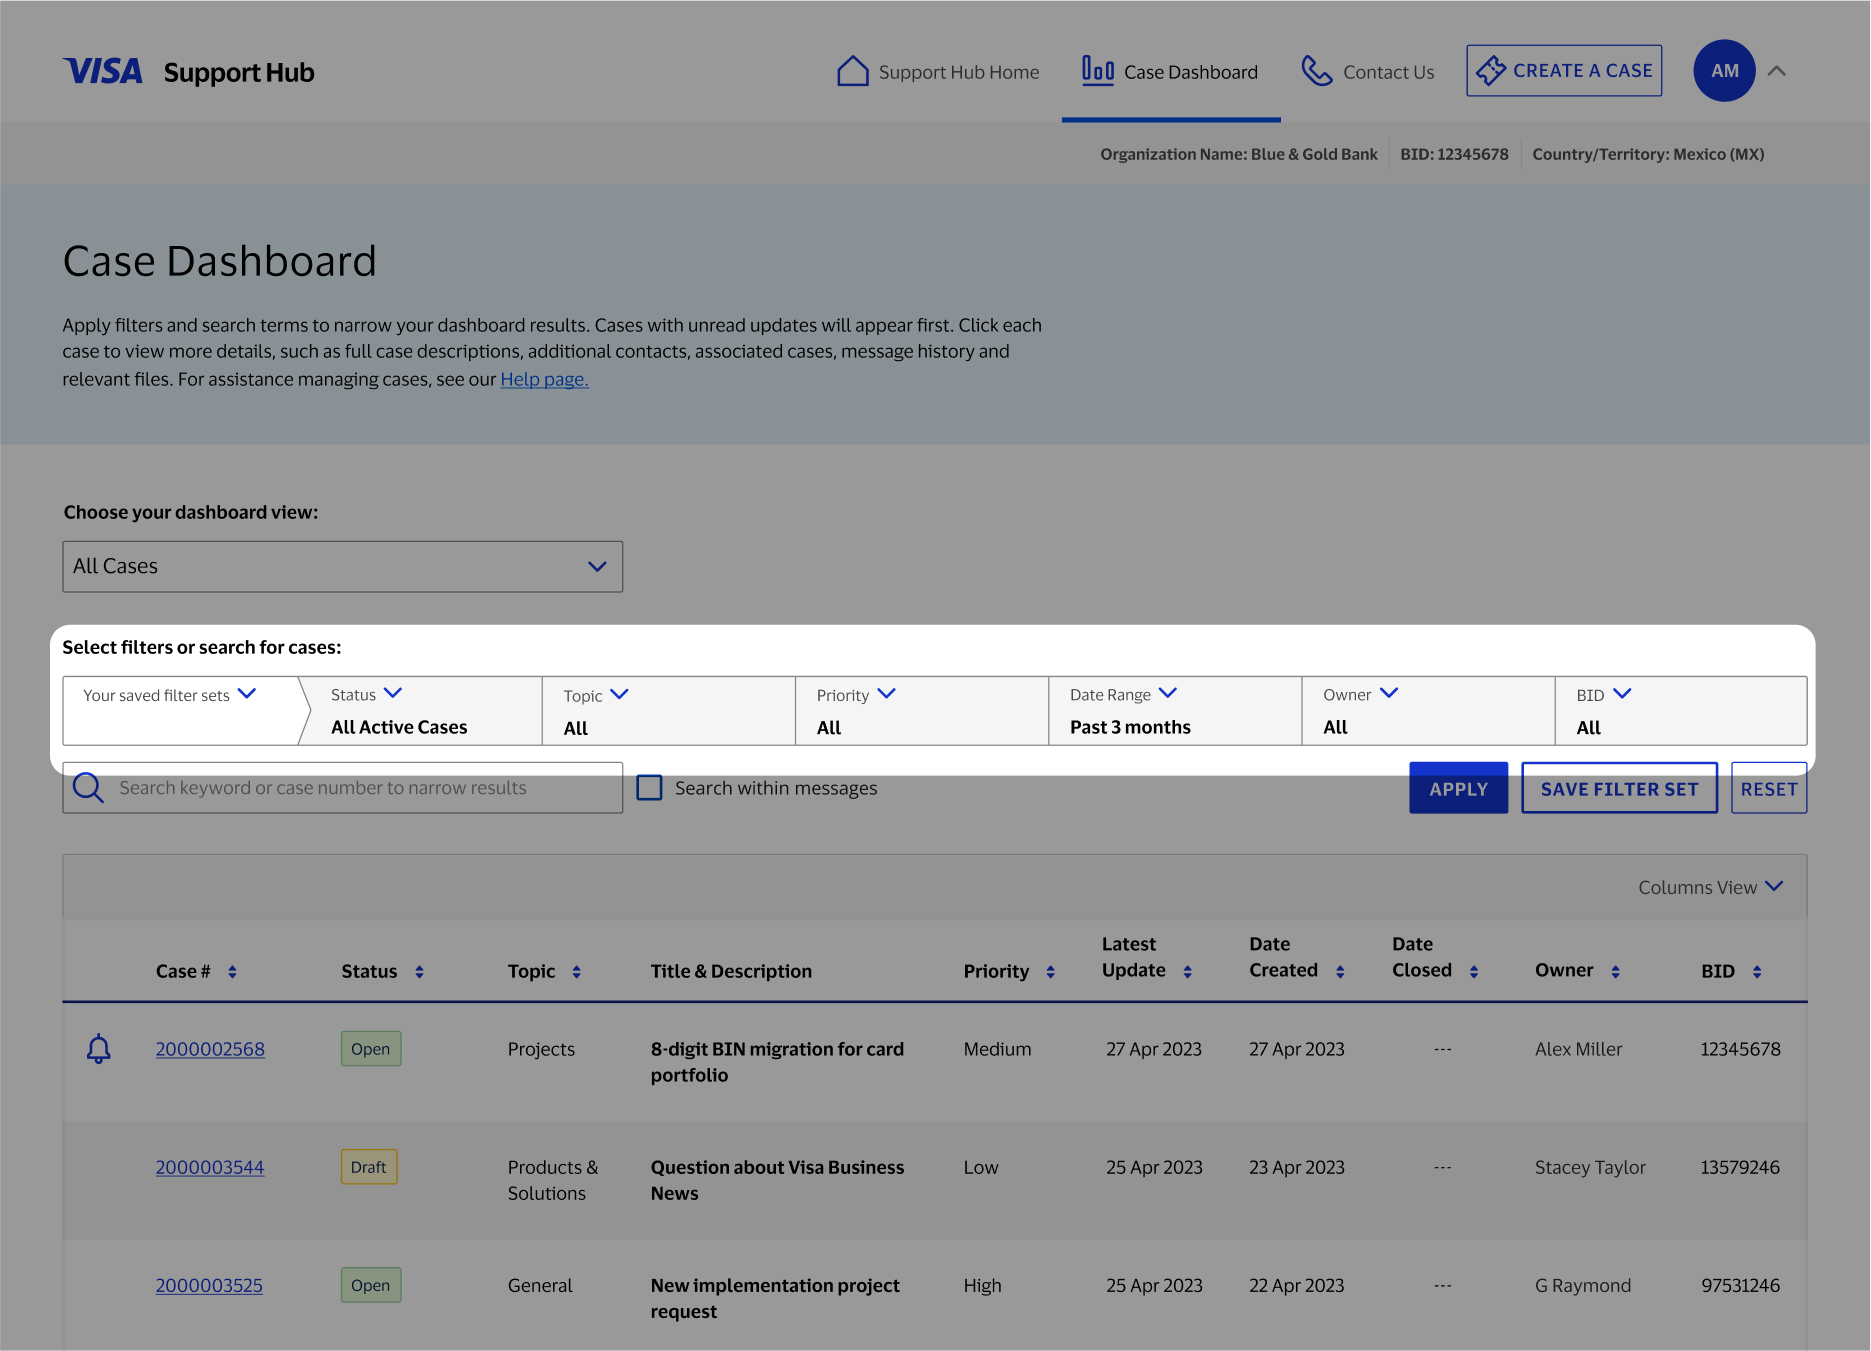 VISA Support Hub
Support Hub Home
Case Dashboard
Contact Us
CREATE A CASE
AM
Organization Name: Blue & Gold Bank
BID: 12345678
Country/Territory: Mexico (MX)
Case Dashboard
Apply filters and search terms to narrow your dashboard results. Cases with unread updates will appear first. Click each
case to view more details, such as full case descriptions, additional contacts, associated cases, message history and
relevant files. For assistance managing cases, see our Help page.
Choose your dashboard view:
All Cases
Select filters or search for cases:
Your saved filter sets
Status
All Active Cases
Topic
All
Priority
All
Date Range
Past 3 months
Owner
All
BID
All
Search keyword or case number to narrow results
Search within messages
APPLY
SAVE FILTER SET
RESET
Columns View
Case #
Status
Topic
Title & Description
Priority
Latest
Update
Date
Created
Date
Closed
Owner
BID
2000002568
Open
Projects
8-digit BIN migration for card
portfolio
Medium
27 Apr 2023
27 Apr 2023
---
Alex Miller
12345678
2000003544
Draft
Products &
Solutions
Question about Visa Business
News
Low
25 Apr 2023
23 Apr 2023
---
Stacey Taylor
13579246
2000003525
Open
General
New implementation project
request
High
25 Apr 2023
22 Apr 2023
---
G Raymond
97531246